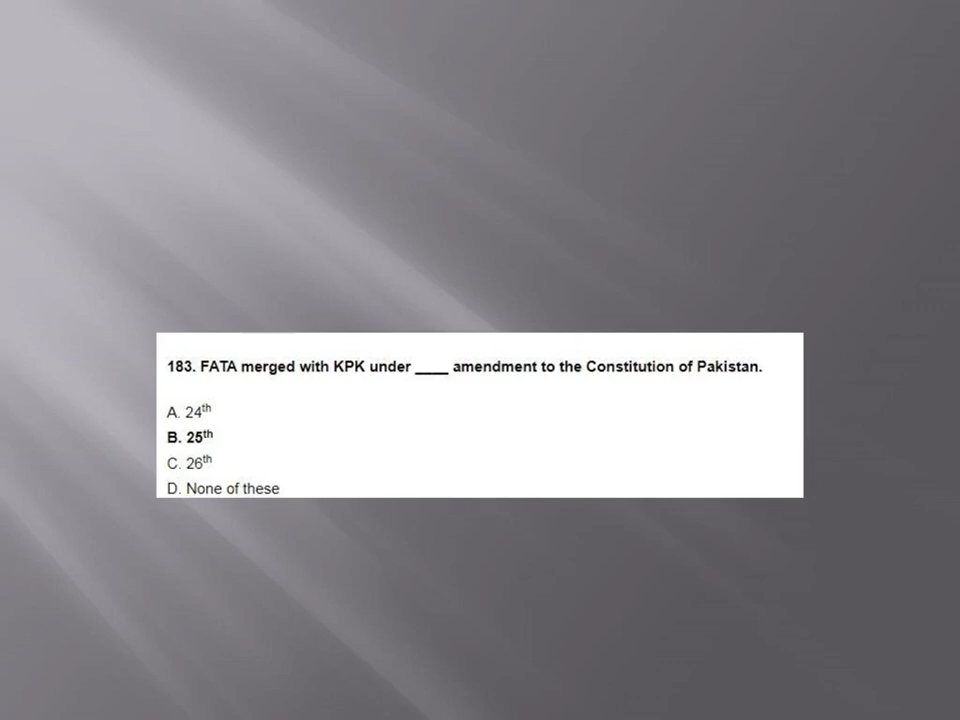 183. FATA merged with KPK under ____ amendment to the Constitution of Pakistan.
A. 24th
B. 25th
C. 26th
D. None of these